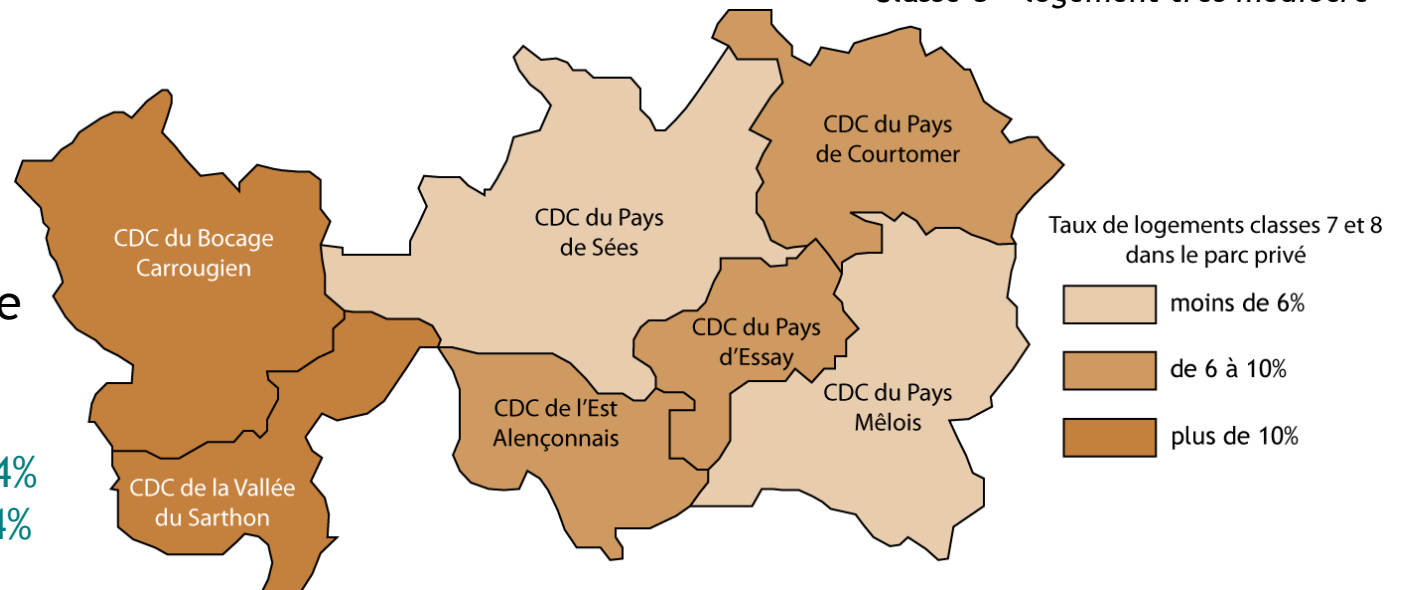 CDC du Pays
de Courtomer
CDC du Pays
de Sées
CDC du Bocage
Carrougien
Taux de logements classes 7 et 8
dans le parc privé
moins de 6%
de 6 à 10%
plus de 10%
e
CDC du Pays
d'Essay
CDC du Pays
Mêlois
CDC de l'Est
Alençonnais
CDC de la Vallée
du Sarthon
4%
4%